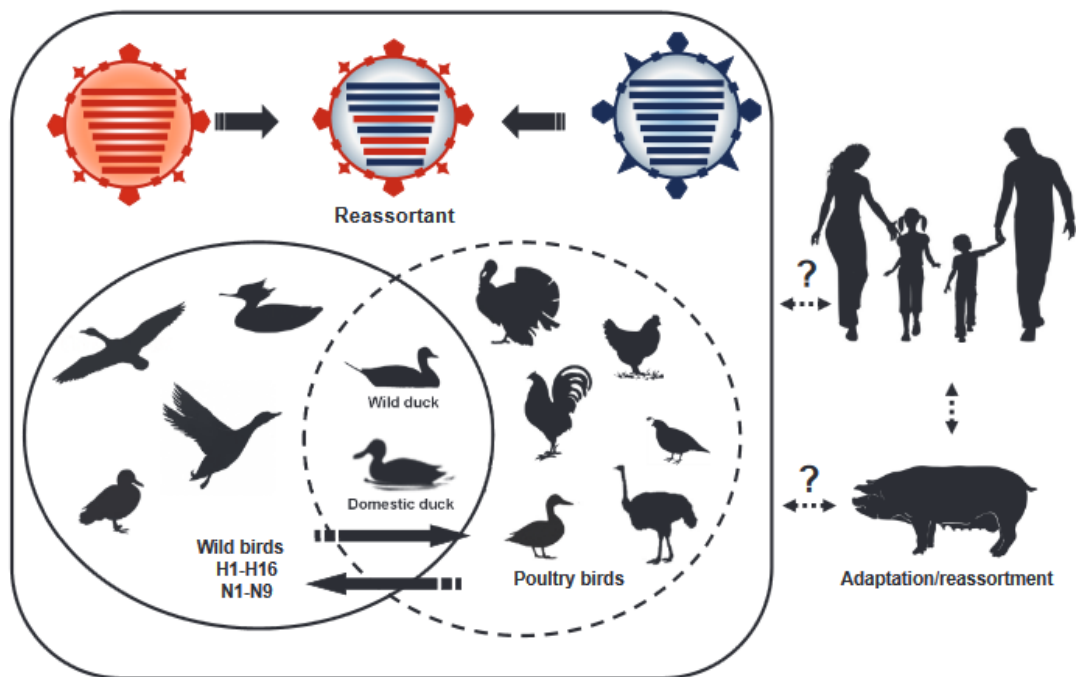 Reassortant
?
Wild duck
Domestic duck
?
Wild birds
H1-H16
N1-N9
Poultry birds
Adaptation/reassortment